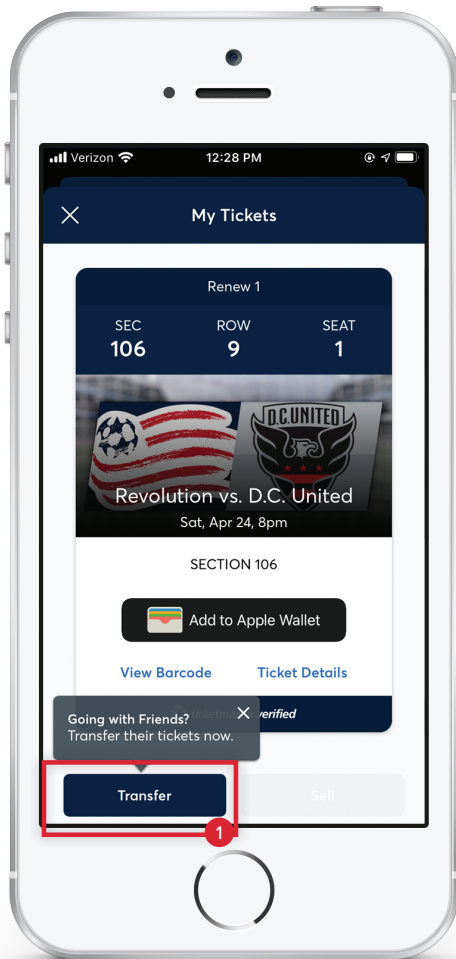 Verizon 12:28 PM
My Tickets
Renew 1
SEC ROW SEAT
106 9 1
D.C.UNITED
Revolution vs. D.C. United
Sat, Apr 24, 8pm
SECTION 106
Add to Apple Wallet
View Barcode Ticket Details
verified
Going with Friends?
Transfer their tickets now.
Transfer Sell
1